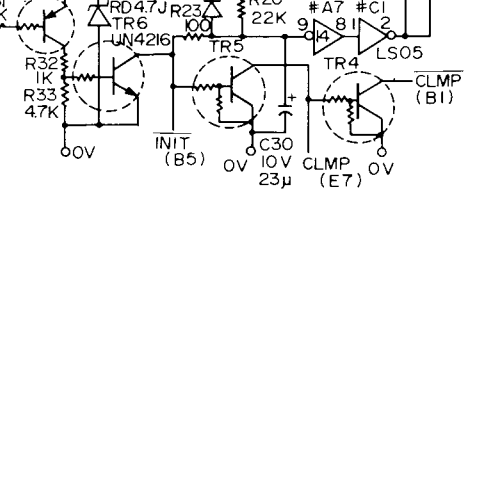 RD4.7J
R23
100
22K
#A7
#C1
9
14
8
1
2
LS05
TR6
UN4216
TR5
TR4
R32
1K
R33
4.7K
CLMP
(B1)
INIT
(B5)
C30
10V
23μ
+
CLMP
(E7)
0V
0V
0V